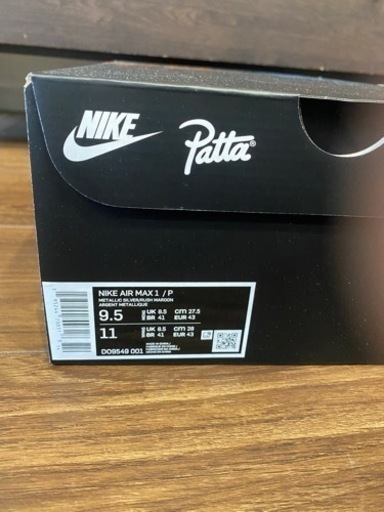 NIKE
Patta®
NIKE AIR MAX 1 / P
METALLIC SILVER/RUSH MAROON
ARGENT METALLIQUE
9.5 UK 8.5 cm 27.5
BR 41 EUR 43
11 UK 8.5 cm 28
BR 41 EUR 43
DO9549 001